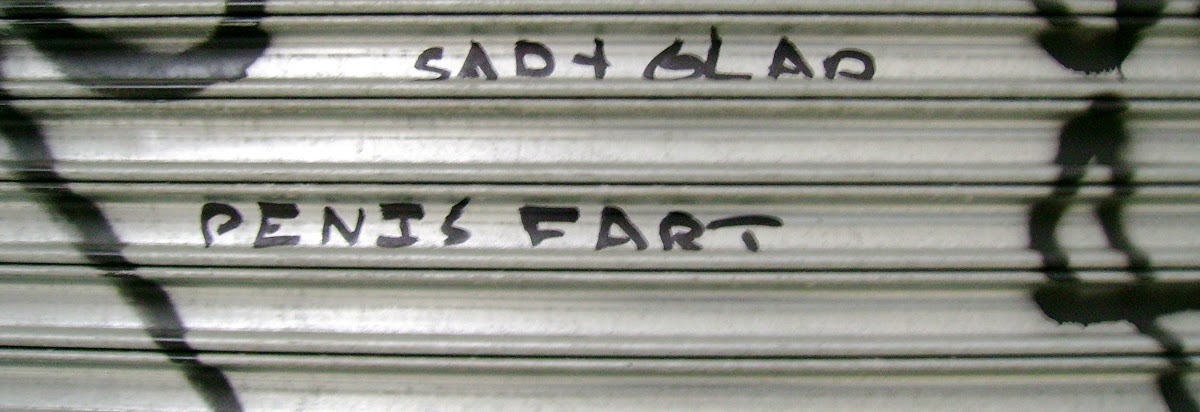 SAD + GLAD
PENIS FART